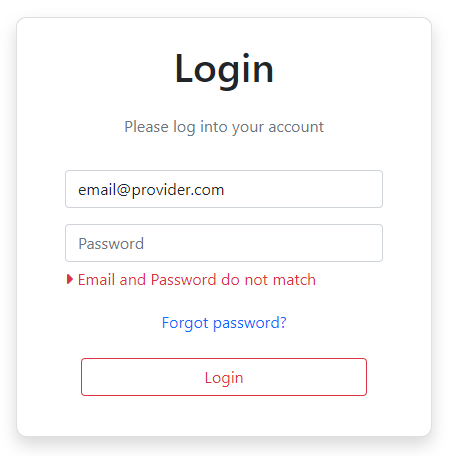 Login
Please log into your account
email@provider.com
Password
Email and Password do not match
Forgot password?
Login